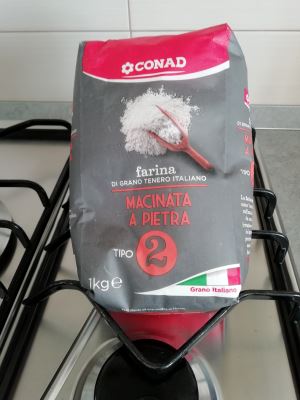 CONAD
farina
DI GRANO TENERO ITALIANO
MACINATA
A PIETRA
TIPO 2
1kg e
Grano Italiano